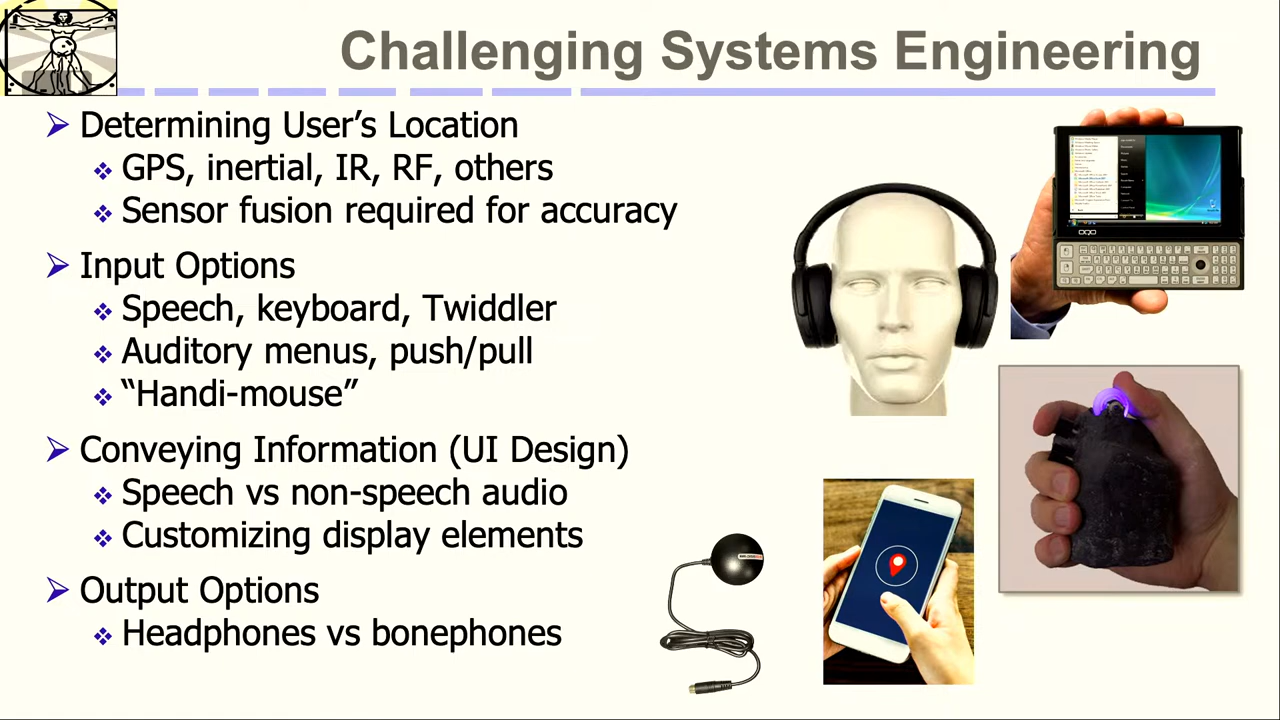 Challenging Systems Engineering
Determining User's Location
GPS, inertial, IR, RF, others
Sensor fusion required for accuracy
Input Options
Speech, keyboard, Twiddler
Auditory menus, push/pull
“Handi-mouse”
Conveying Information (UI Design)
Speech vs non-speech audio
Customizing display elements
Output Options
Headphones vs bonephones
OQO